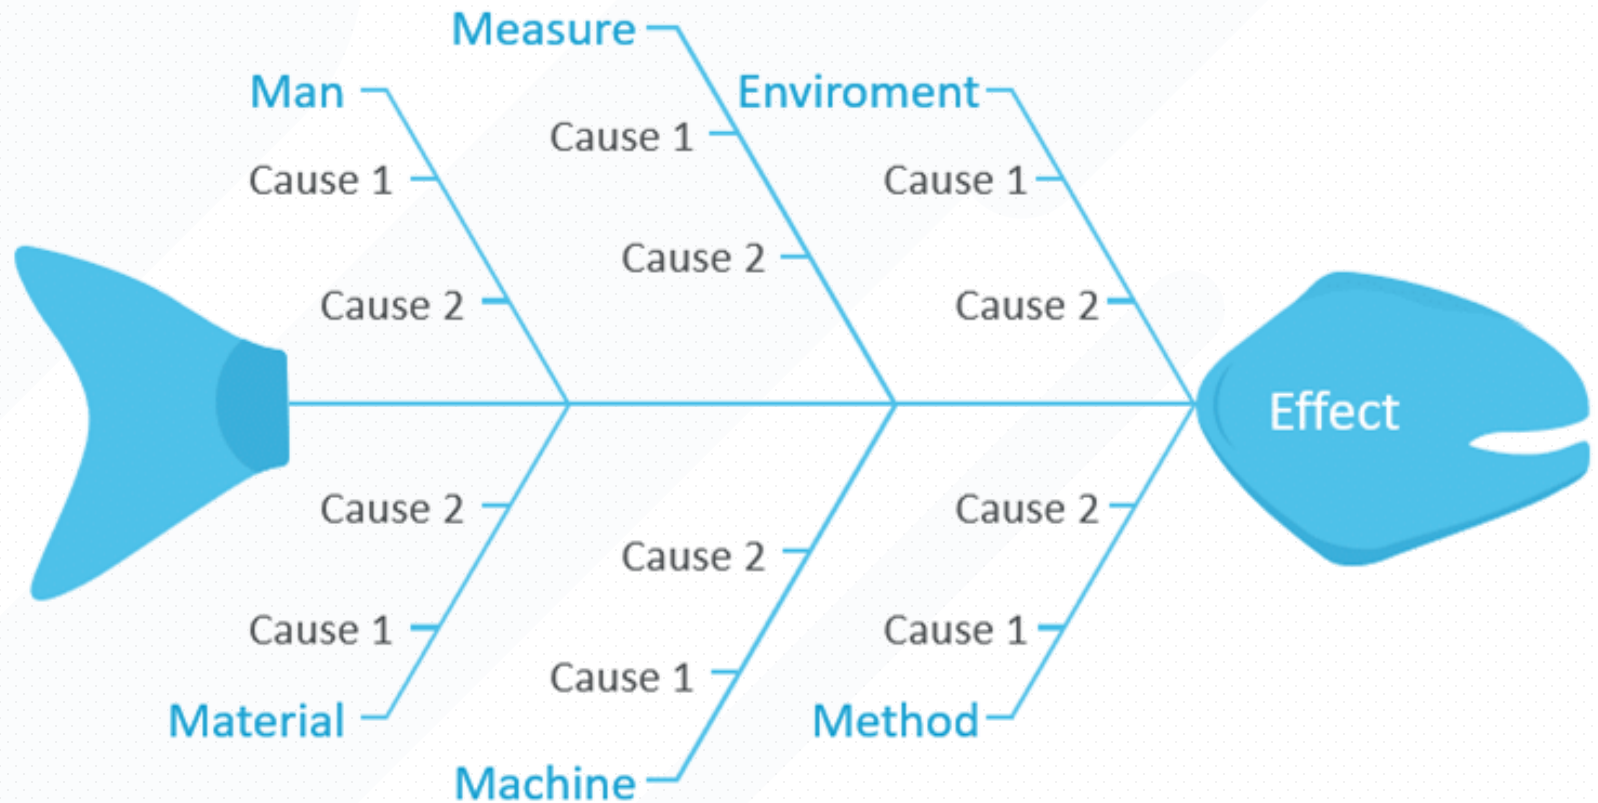 Measure
Man
Enviroment
Cause 1
Cause 1
Cause 1
Cause 2
Cause 2
Cause 2
Effect
Cause 2
Cause 2
Cause 2
Cause 1
Cause 1
Cause 1
Material
Method
Machine